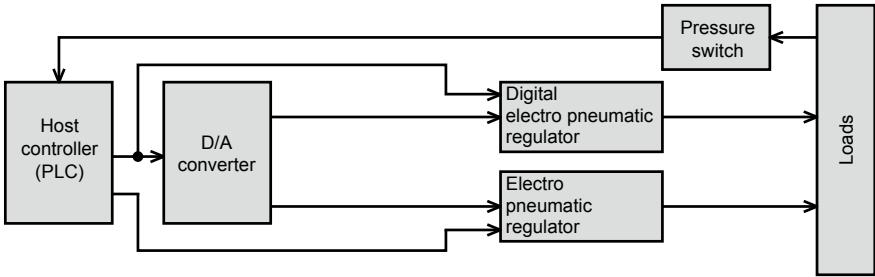 Pressure
switch
Host
controller
(PLC)
D/A
converter
Digital
electro pneumatic
regulator
Electro
pneumatic
regulator
Loads